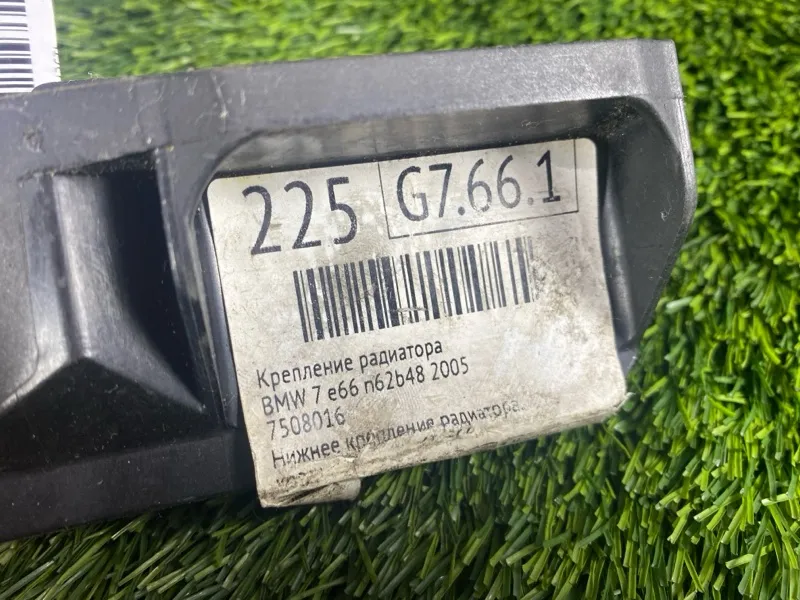 225 G7.66.1
Крепление радиатора
BMW 7 e66 n62b48 2005
7508016
Нижнее крепление радиатора.